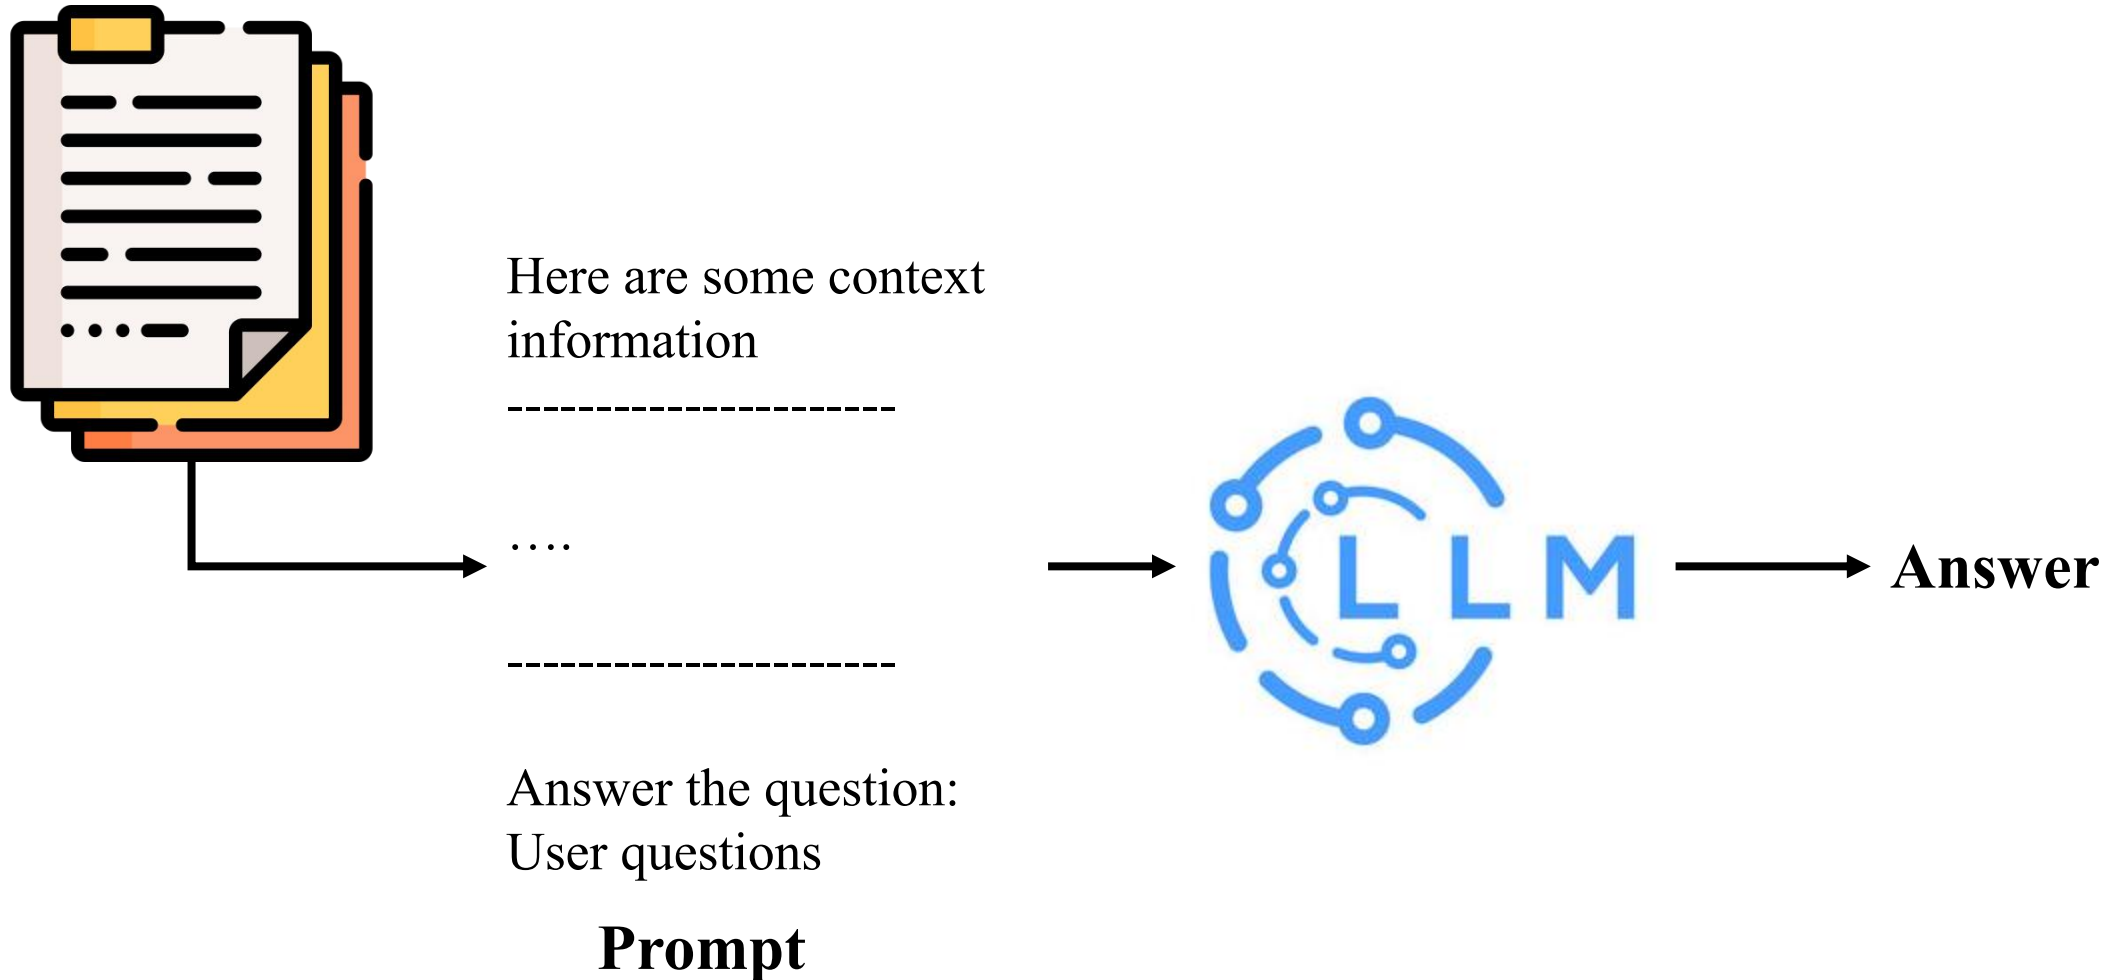 Here are some context
information
----------------------
....
----------------------
Answer the question:
User questions
Prompt
LLM
Answer